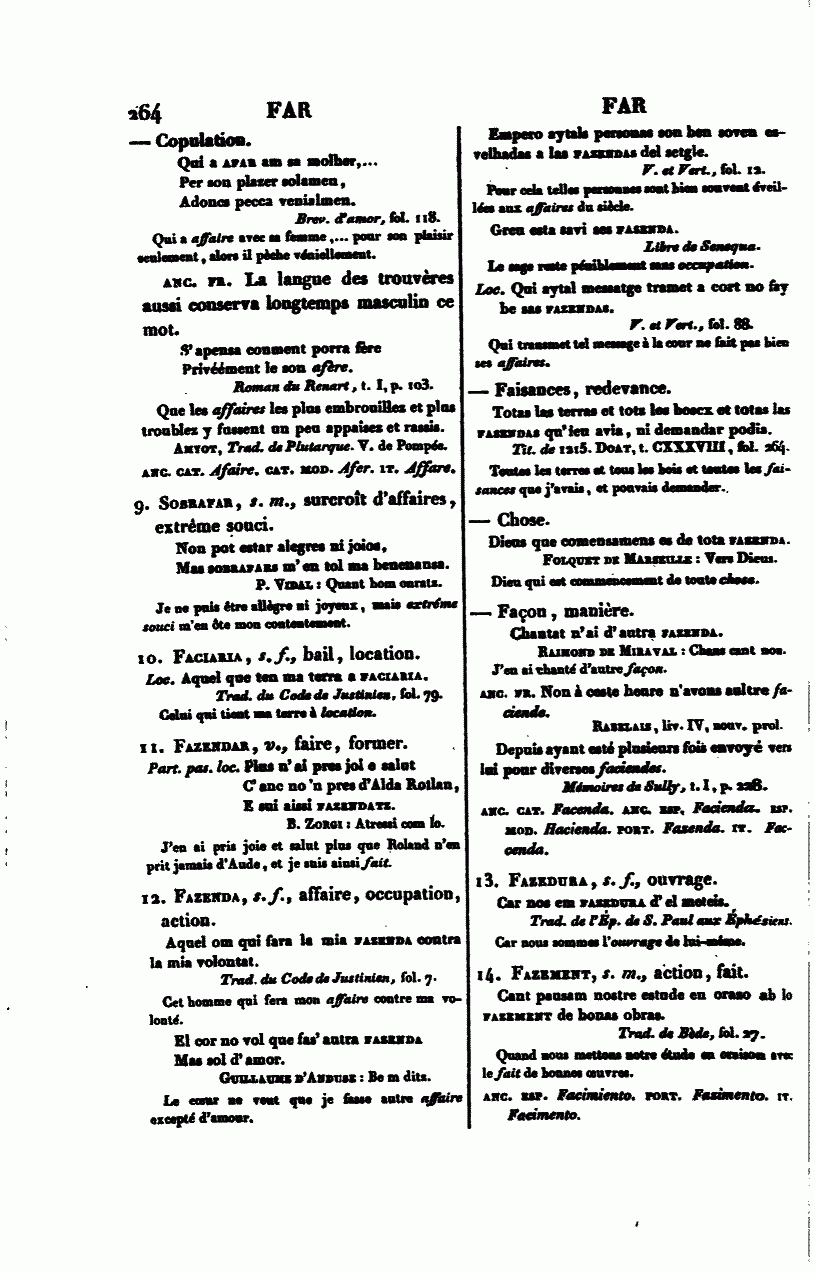 264 FAR
— Copulation.
Qui a AFAR am sa molher,...
Per son plazer solamen,
Adoncs pecca venialmen.
Brev. d'amor, fol. 118.
Qui a affaire avec sa femme,... pour son plaisir
seulement, alors il pèche véniellement.
ANC. FR. La langue des trouvères
aussi conserva longtemps masculin ce
mot.
S'apensa conment porra fère
Privéement le son afère.
Roman du Renart, t. I, p. 103.
Que les affaires les plus embrouillez et plus
troublez y fussent un peu appaisez et rassis.
AMYOT, Trad. de Plutarque. V. de Pompée.
ANC. CAT. Afaire. CAT. MOD. Afer. IT. Affare.
9. SOBRAFAR, s. m., surcroît d'affaires,
extrême souci.
Non pot estar alegres ni joios,
Mas SOBRAFARS m'en tol ma benenansa.
P. VIDAL : Quant hom onratz.
Je ne puis être allègre ni joyeux, mais extrême
souci m'en ôte mon contentement.
10. FACIARIA, s. f., bail, location.
Loc. Aquel que ten ma terra a FACIARIA.
Trad. du Code de Justinien, fol. 79.
Celui qui tient ma terre à location.
11. FAZENDAR, v., faire, former.
Part. pas. loc. Plus n'ai pres joi e salut
C'anc no 'n pres d'Alda Rotlan,
E sui aissi FAZENDATZ.
B. ZORGI : Atressi com lo.
J'en ai pris joie et salut plus que Roland n'en
prit jamais d'Aude, et je suis ainsi fait.
12. FAZENDA, s. f., affaire, occupation,
action.
Aquel om qui fara la mia FAZENDA contra
la mia volontat.
Trad. du Code de Justinien, fol. 7.
Cet homme qui fera mon affaire contre ma vo-
lonté.
El cor no vol que fas' autra FAZENDA
Mas sol d'amor.
GUILLAUME D'ANDUSE : Be m ditz.
Le cœur ne veut que je fasse autre affaire
excepté d'amour.
FAR
Empero aytals personas son ben soven es-
velhadas a las FAZENDAS del setgle.
V. et Vert., fol. 12.
Pour cela telles personnes sont bien souvent éveil-
lées aux affaires du siècle.
Greu esta savi ses FASENDA.
Libre de Senequa.
Le sage reste péniblement sans occupation.
Loc. Qui aytal messatge tramet a cort no fay
be sas FAZENDAS.
V. et Vert., fol. 88.
Qui transmet tel message à la cour ne fait pas bien
ses affaires.
— Faisances, redevance.
Totas las terras et tots los boscx et totas las
FAZENDAS qu'ieu avia, ni demandar podia.
Tit. de 1215. DOAT, t. CXXXVIII, fol. 264.
Toutes les terres et tous les bois et toutes les fai-
sances que j'avais, et pouvais demander.
— Chose.
Dieus que comensamens es de tota FAZENDA.
FOLQUET DE MARSEILLE : Vers Dieus.
Dieu qui est commencement de toute chose.
— Façon, manière.
Chantat n'ai d'autra FAZENDA.
RAIMOND DE MIRAVAL : Chans cant non.
J'en ai chanté d'autre façon.
ANC. FR. Non à ceste heure n'avons aultre fa-
ciende.
RABELAIS, liv. IV, nouv. prol.
Depuis ayant esté plusieurs fois envoyé vers
lui pour diverses faciendes.
Mémoires de Sully, t. I, p. 228.
ANC. CAT. Facenda. ANC. ESP. Facienda. ESP.
MOD. Hacienda. PORT. Fazenda. IT. Fac-
cenda.
13. FAZEDURA, s. f., ouvrage.
Car nos em FAZEDURA d'el meteis.
Trad. de l'Ép. de S. Paul aux Éphésiens.
Car nous sommes l'ouvrage de lui-même.
14. FAZEMENT, s. m., action, fait.
Cant pausam nostre estude en orazo ab lo
FAZEMENT de bonas obras.
Trad. de Bède, fol. 27.
Quand nous mettons notre étude en oraison avec
le fait de bonnes œuvres.
ANC. ESP. Facimiento. PORT. Fazimento. IT.
Facimento.